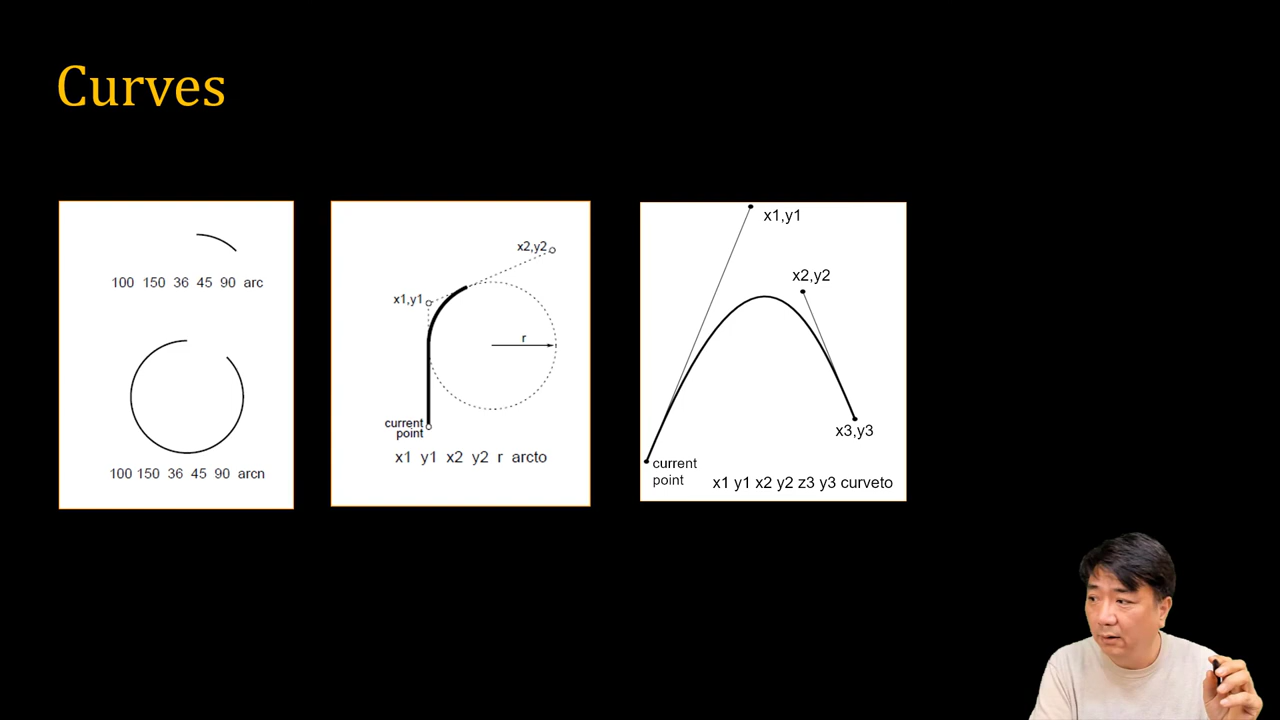 Curves
100 150 36 45 90 arc
100 150 36 45 90 arcn
x2,y2
x1,y1
r
current
point
x1 y1 x2 y2 r arcto
x1,y1
x2,y2
x3,y3
current
point
x1 y1 x2 y2 z3 y3 curveto